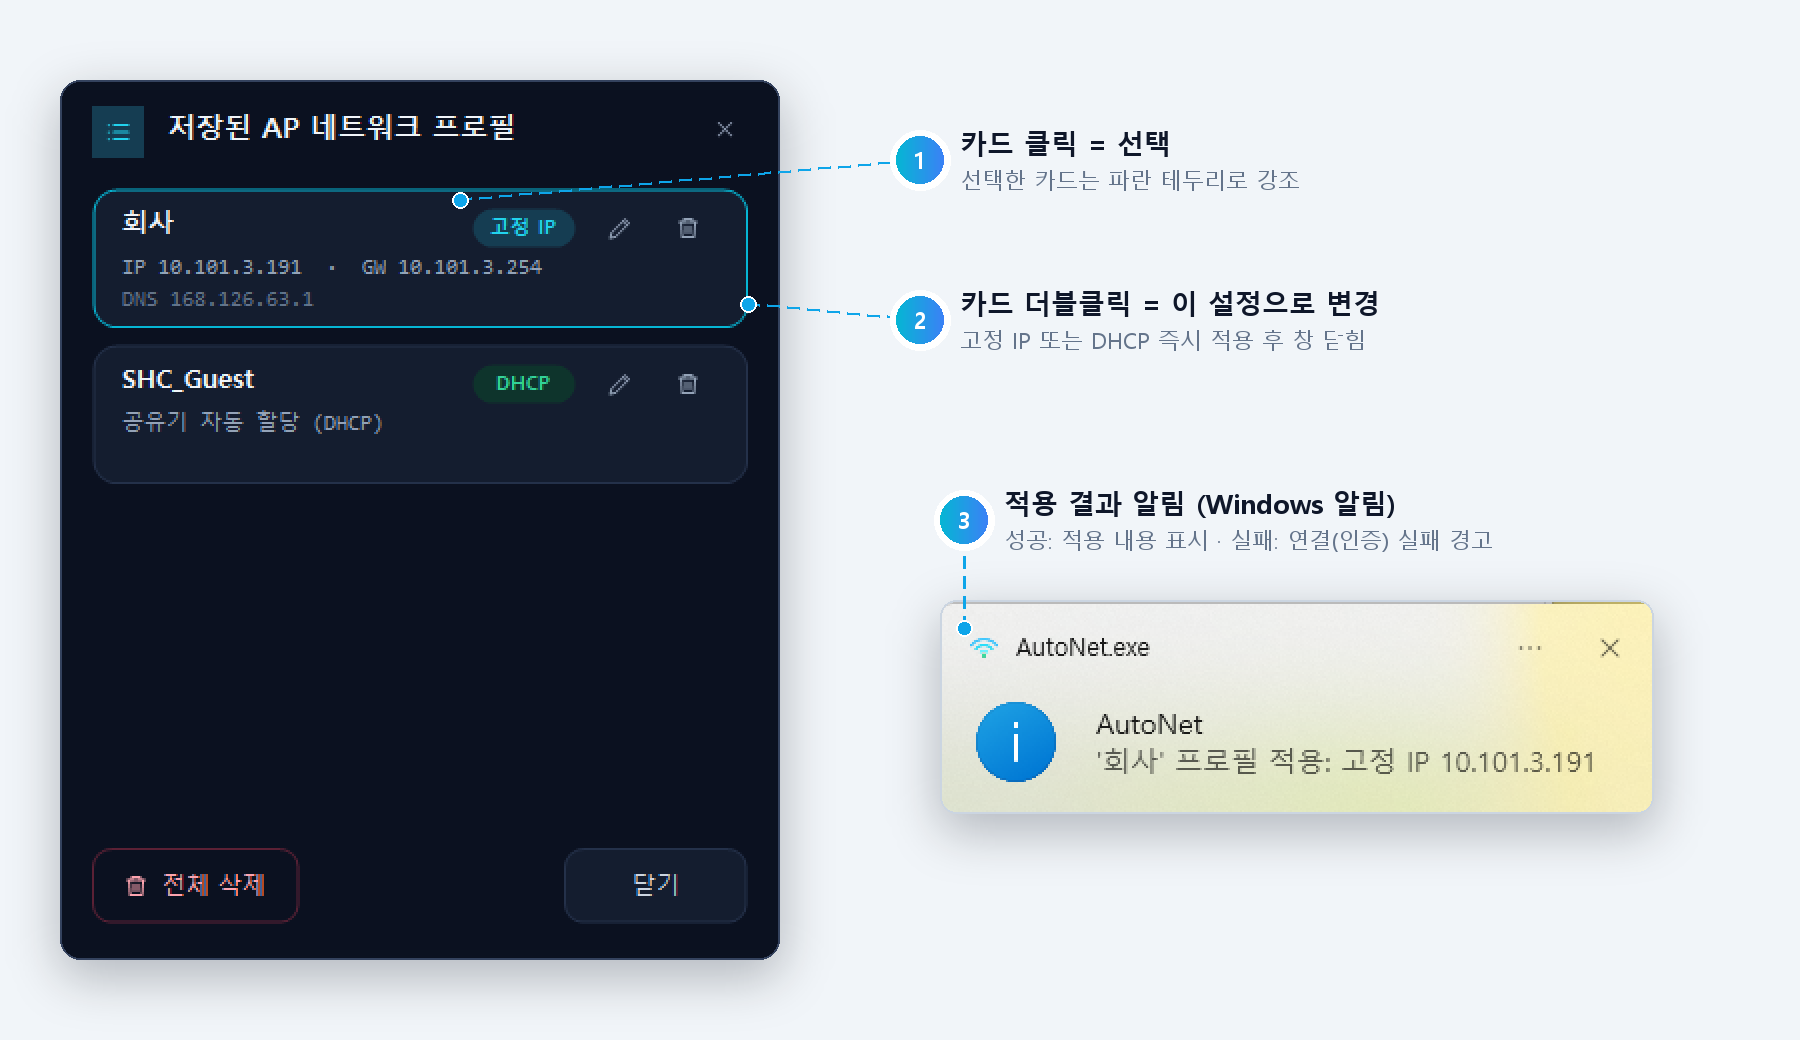 저장된 AP 네트워크 프로필
회사
고정 IP
IP 10.101.3.191 · GW 10.101.3.254
DNS 168.126.63.1
SHC_Guest
DHCP
공유기 자동 할당 (DHCP)
전체 삭제
닫기
1
카드 클릭 = 선택
선택한 카드는 파란 테두리로 강조
2
카드 더블클릭 = 이 설정으로 변경
고정 IP 또는 DHCP 즉시 적용 후 창 닫힘
3
적용 결과 알림 (Windows 알림)
성공: 적용 내용 표시 · 실패: 연결(인증) 실패 경고
AutoNet.exe
AutoNet
'회사' 프로필 적용: 고정 IP 10.101.3.191